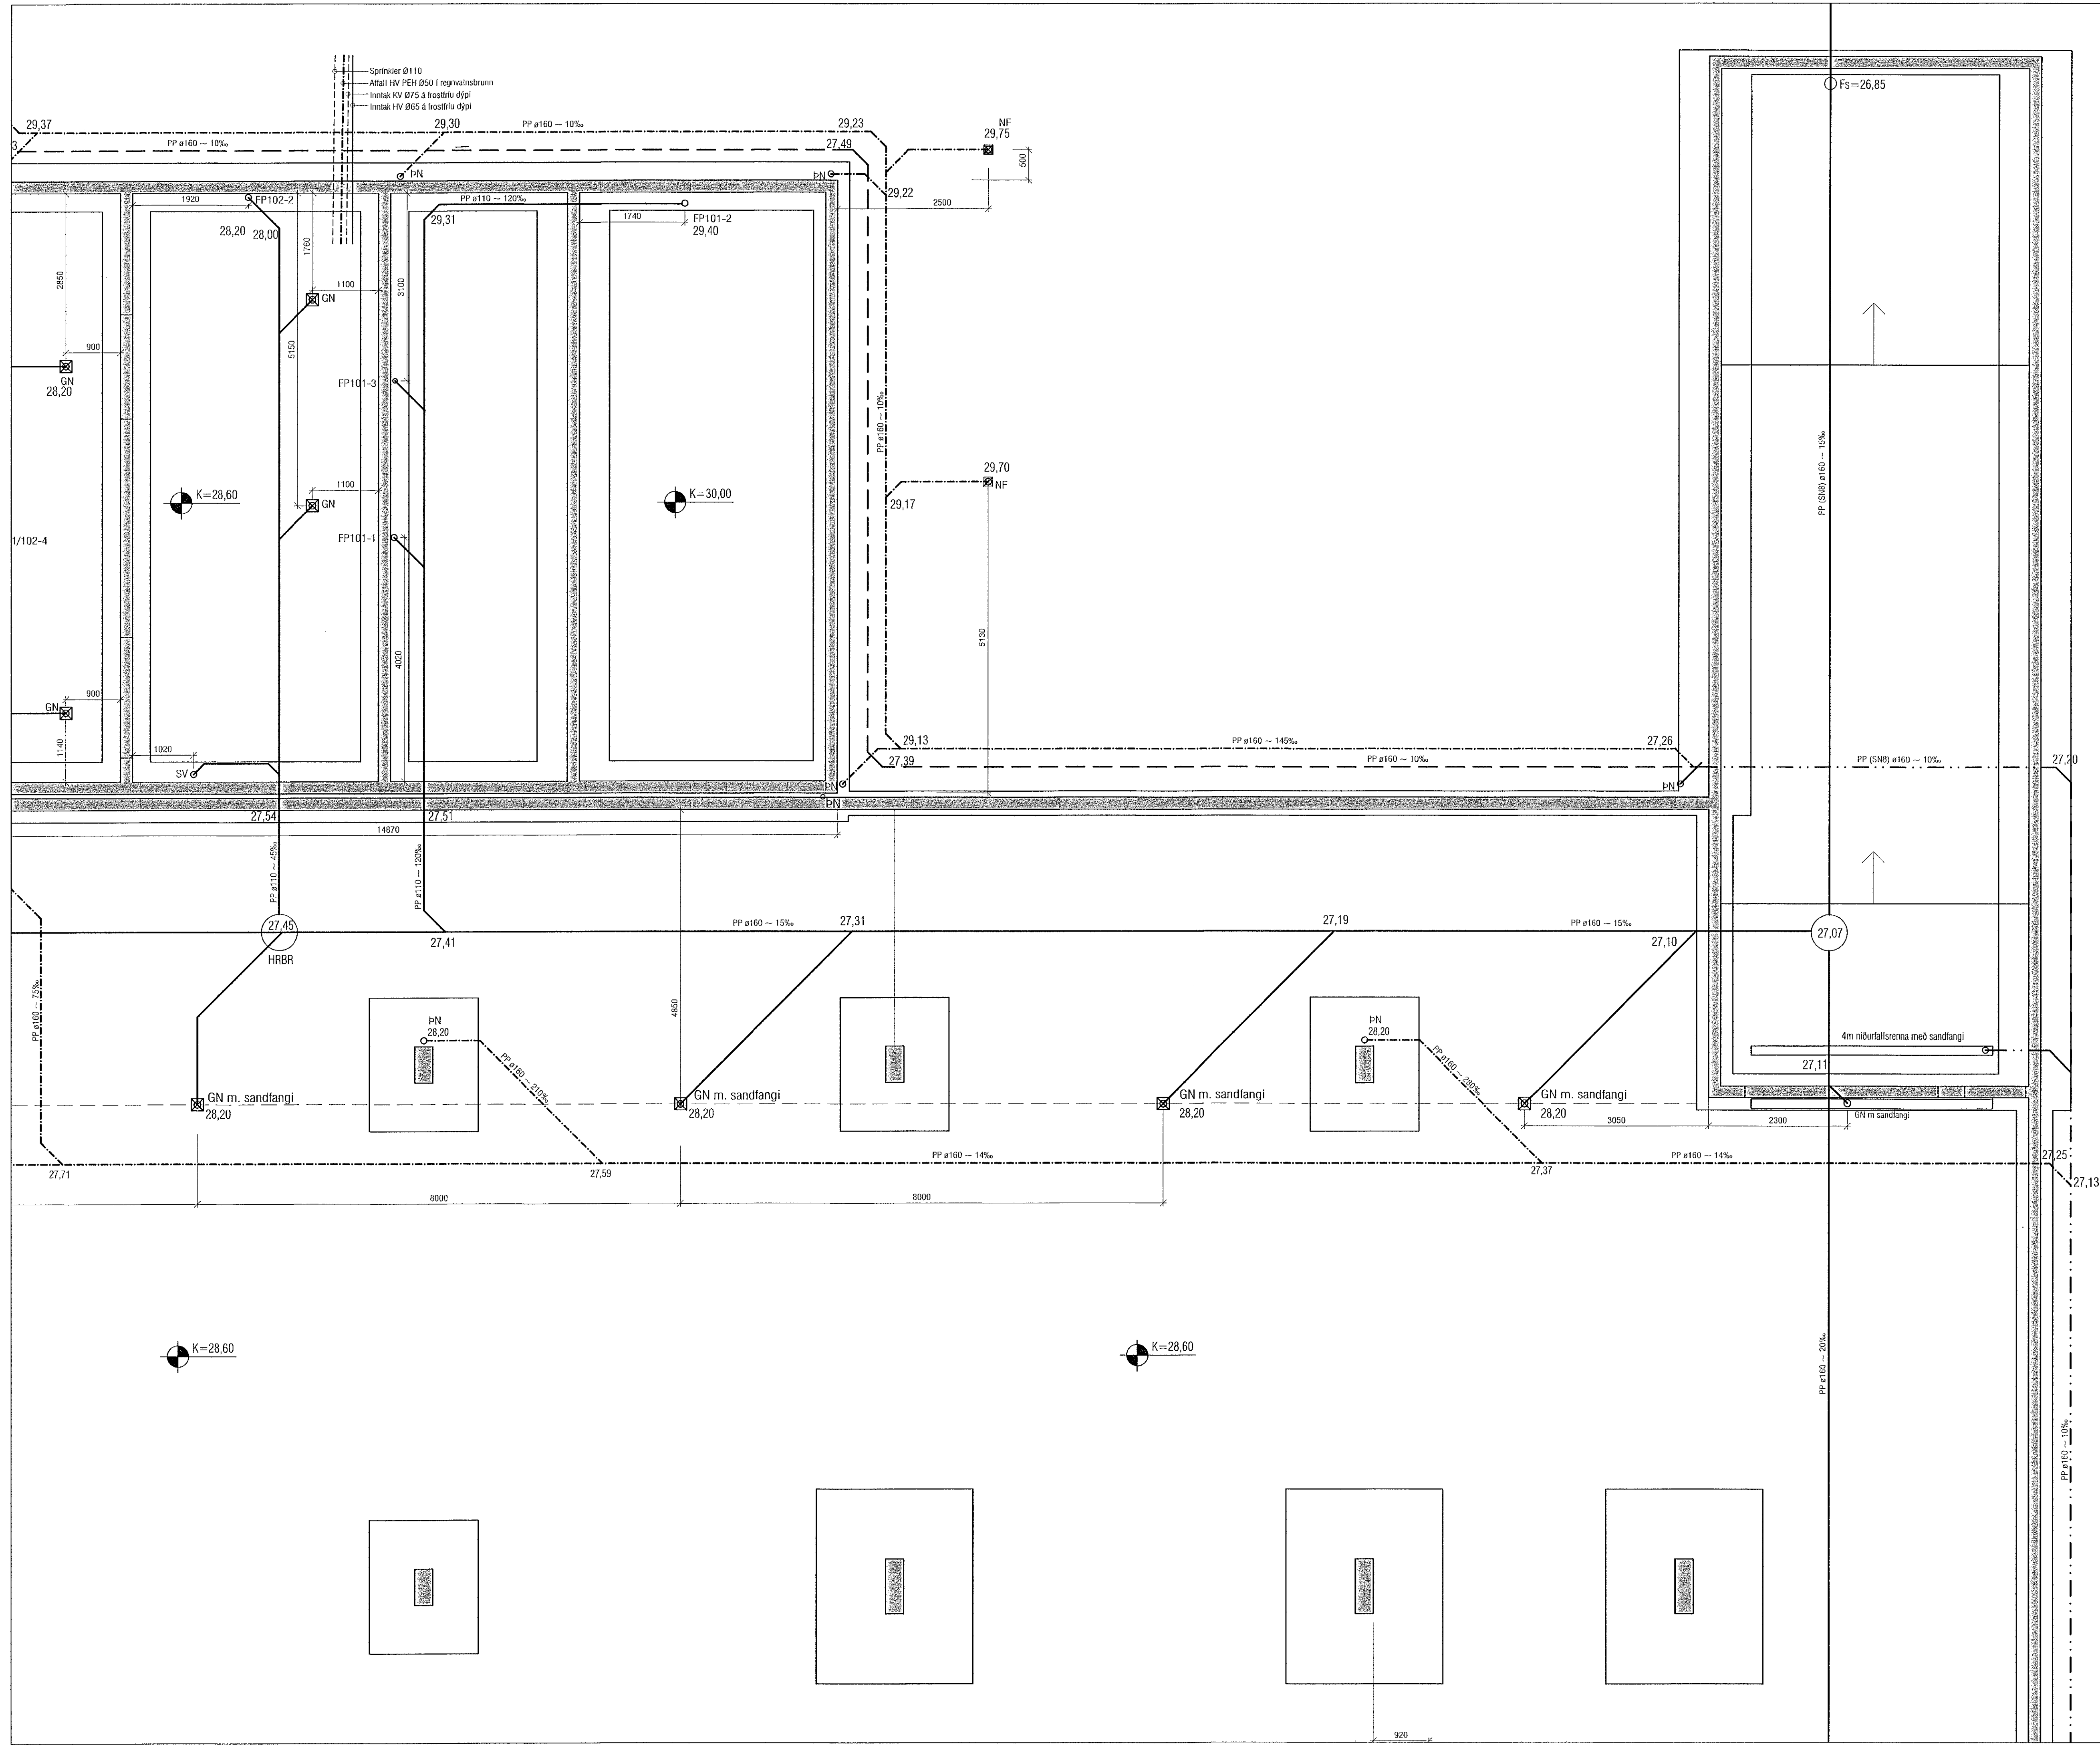 Sprinkler Ø110
Affall HV PEH Ø50 í regnvatnsbrunn
Inntak KV Ø75 á frostfríu dýpi
Inntak HV Ø65 á frostfríu dýpi
Fs=26,85
29,37
29,30
PP ø160 ~ 10‰
29,23
NF
29,75
3
PP ø160 ~ 10‰
27,49
500
ÞN
ÞN
29,22
1920
FP102-2
PP ø110 ~ 120‰
2500
28,20
28,00
29,31
1740
FP101-2
29,40
1760
2850
3100
1100
GN
5150
900
GN
28,20
FP101-3
PP ø160 ~ 10‰
PP (SN8) ø160 ~ 15‰
29,70
NF
K=28,60
1100
GN
K=30,00
29,17
1/102-4
FP101-1
4020
5130
900
GN
1140
1020
SV
29,13
PP ø160 ~ 145‰
27,26
27,39
PP ø160 ~ 10‰
PP (SN8) ø160 ~ 10‰
27,20
ÞN
ÞN
ÞN
27,54
27,51
14870
PP ø110 ~ 45‰
PP ø110 ~ 120‰
27,45
HRBR
27,41
PP ø160 ~ 15‰
27,31
27,19
PP ø160 ~ 15‰
27,10
27,07
PP ø160 ~ 75‰
4850
ÞN
28,20
PP ø160 ~ 210‰
ÞN
28,20
PP ø160 ~ 280‰
4m niðurfallsrenna með sandfangi
27,11
GN m. sandfangi
28,20
GN m. sandfangi
28,20
GN m. sandfangi
28,20
GN m. sandfangi
28,20
GN m sandfangi
3050
2300
27,71
27,59
PP ø160 ~ 14‰
27,37
PP ø160 ~ 14‰
27,25
27,13
8000
8000
K=28,60
K=28,60
PP ø160 ~ 20‰
PP ø160 ~ 10‰
920